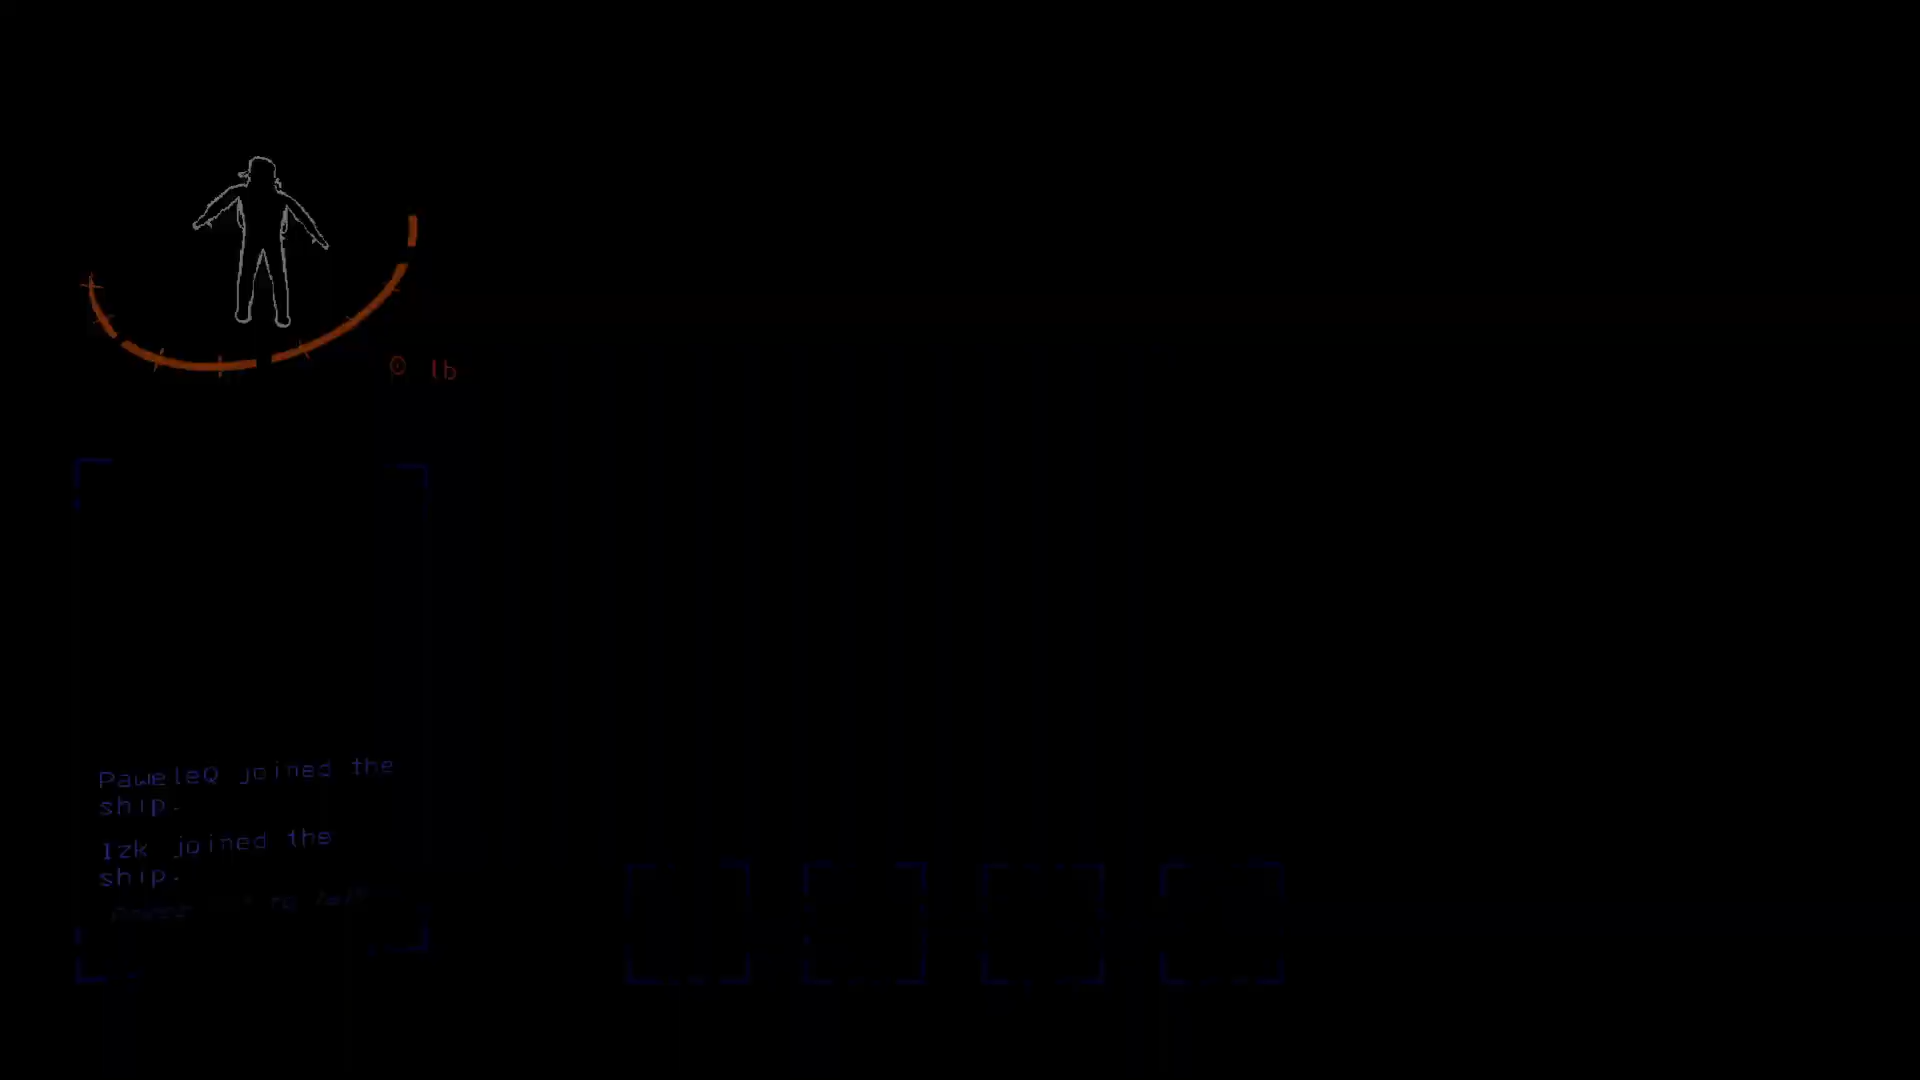 0 lb
PaweleQ joined the
ship.
Izk joined the
ship.